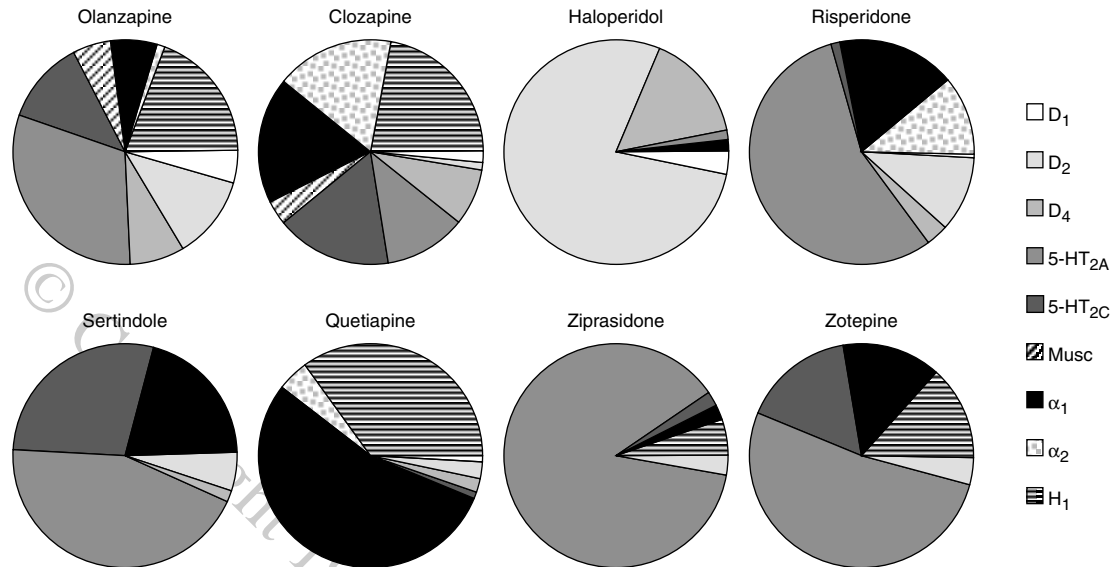 Olanzapine
Clozapine
Haloperidol
Risperidone
D1
D2
D4
5-HT2A
5-HT2C
Musc
α1
α2
H1
Sertindole
Quetiapine
Ziprasidone
Zotepine
©